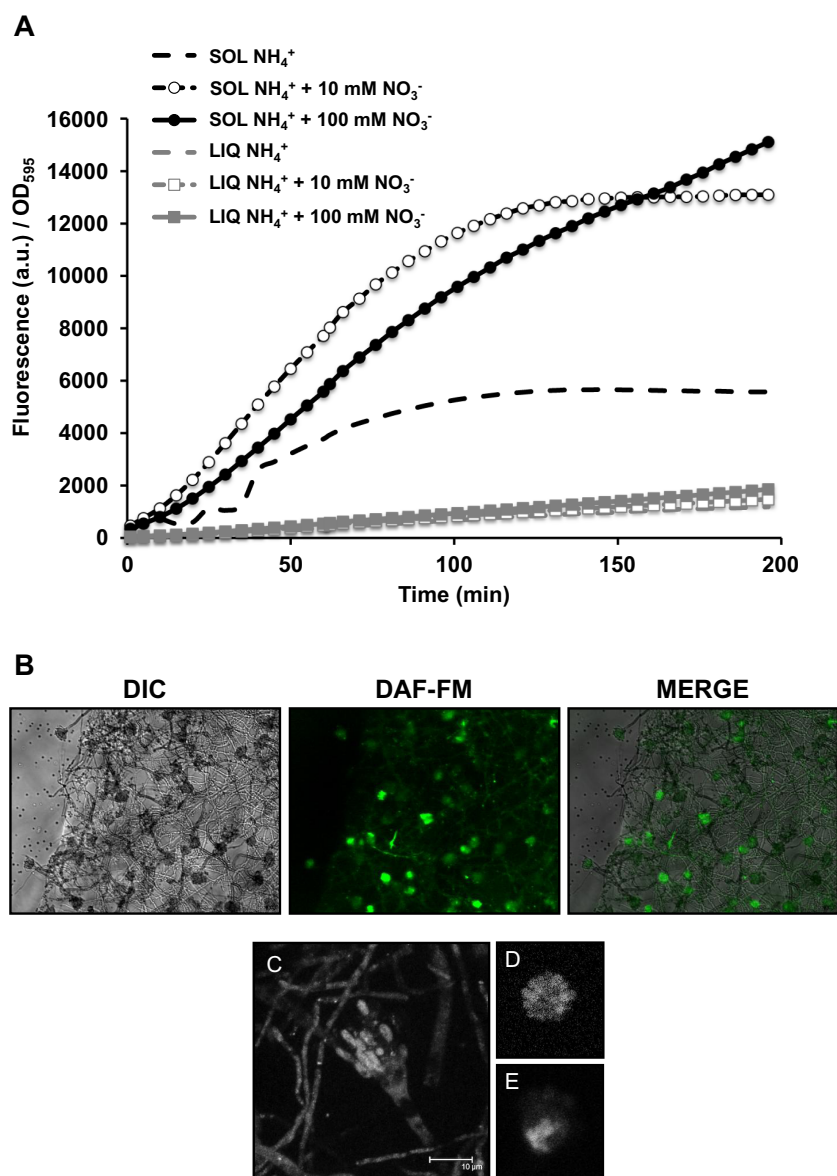 A
SOL NH₄⁺
SOL NH₄⁺ + 10 mM NO₃⁻
SOL NH₄⁺ + 100 mM NO₃⁻
LIQ NH₄⁺
LIQ NH₄⁺ + 10 mM NO₃⁻
LIQ NH₄⁺ + 100 mM NO₃⁻
Fluorescence (a.u.) / OD₅₉₅
16000
14000
12000
10000
8000
6000
4000
2000
0
0 50 100 150 200
Time (min)
B
DIC DAF-FM MERGE
C
10 µm
D
E